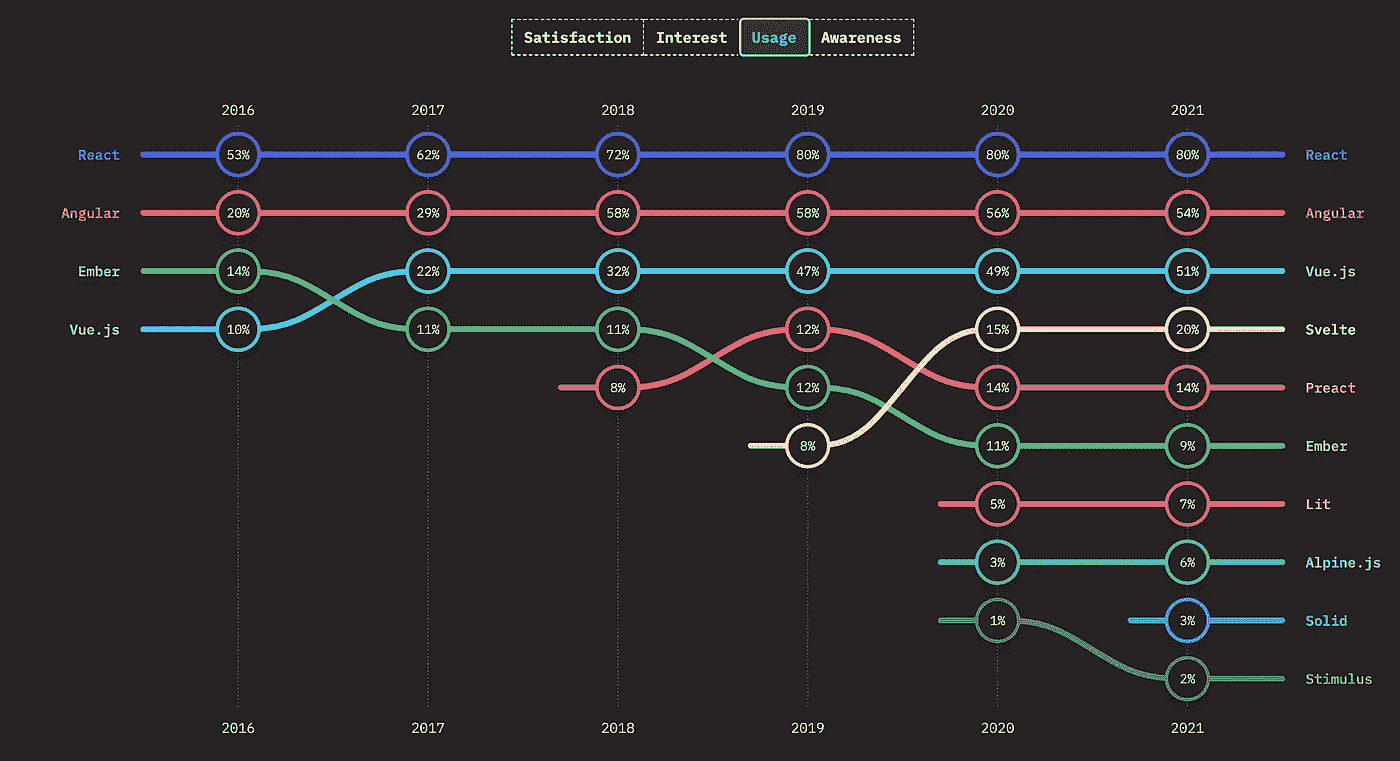 Satisfaction Interest Usage Awareness
2016 2017 2018 2019 2020 2021
React 53% 62% 72% 80% 80% 80% React
Angular 20% 29% 58% 58% 56% 54% Angular
Ember 14% 22% 32% 47% 49% 51% Vue.js
Vue.js 10% 11% 11% 12% 15% 20% Svelte
8% 12% 14% 14% Preact
8% 11% 9% Ember
5% 7% Lit
3% 6% Alpine.js
1% 3% Solid
2% Stimulus
2016 2017 2018 2019 2020 2021